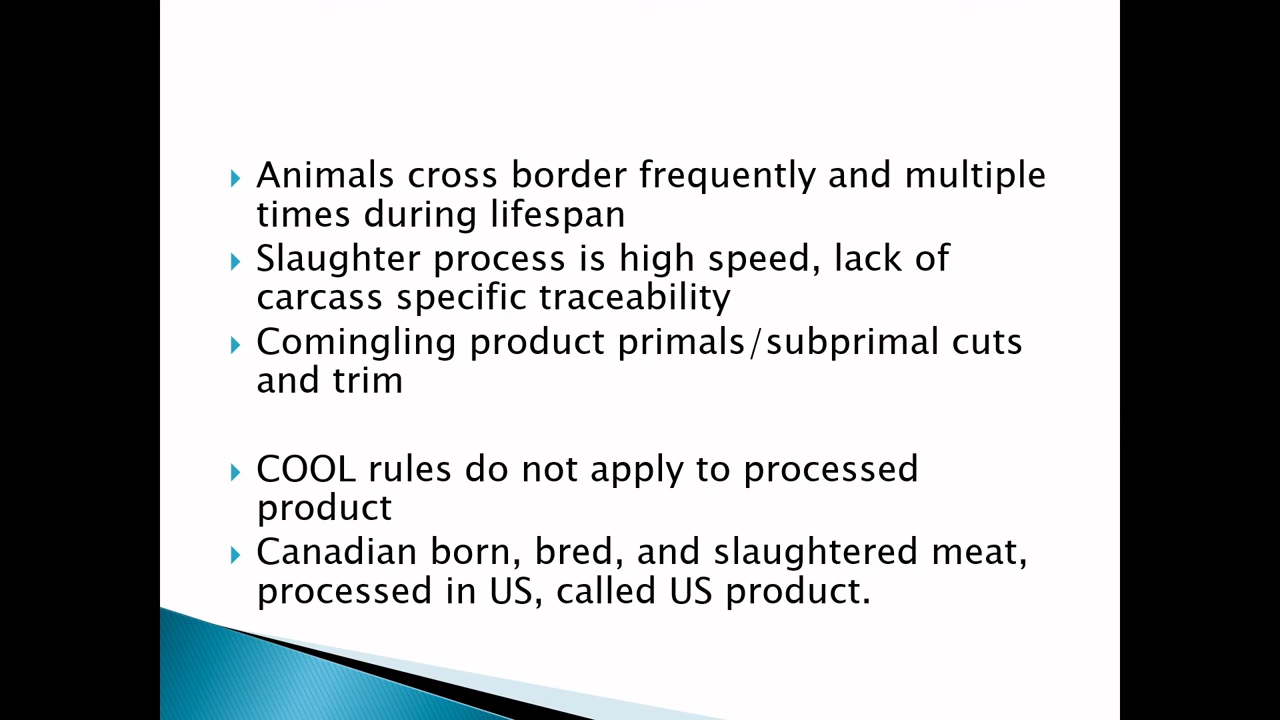 Animals cross border frequently and multiple
times during lifespan
Slaughter process is high speed, lack of
carcass specific traceability
Comingling product primals/subprimal cuts
and trim
COOL rules do not apply to processed
product
Canadian born, bred, and slaughtered meat,
processed in US, called US product.